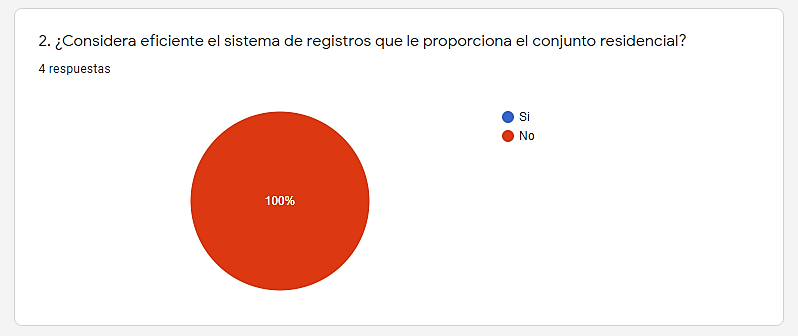 2. ¿Considera eficiente el sistema de registros que le proporciona el conjunto residencial?
4 respuestas
Si
No
100%